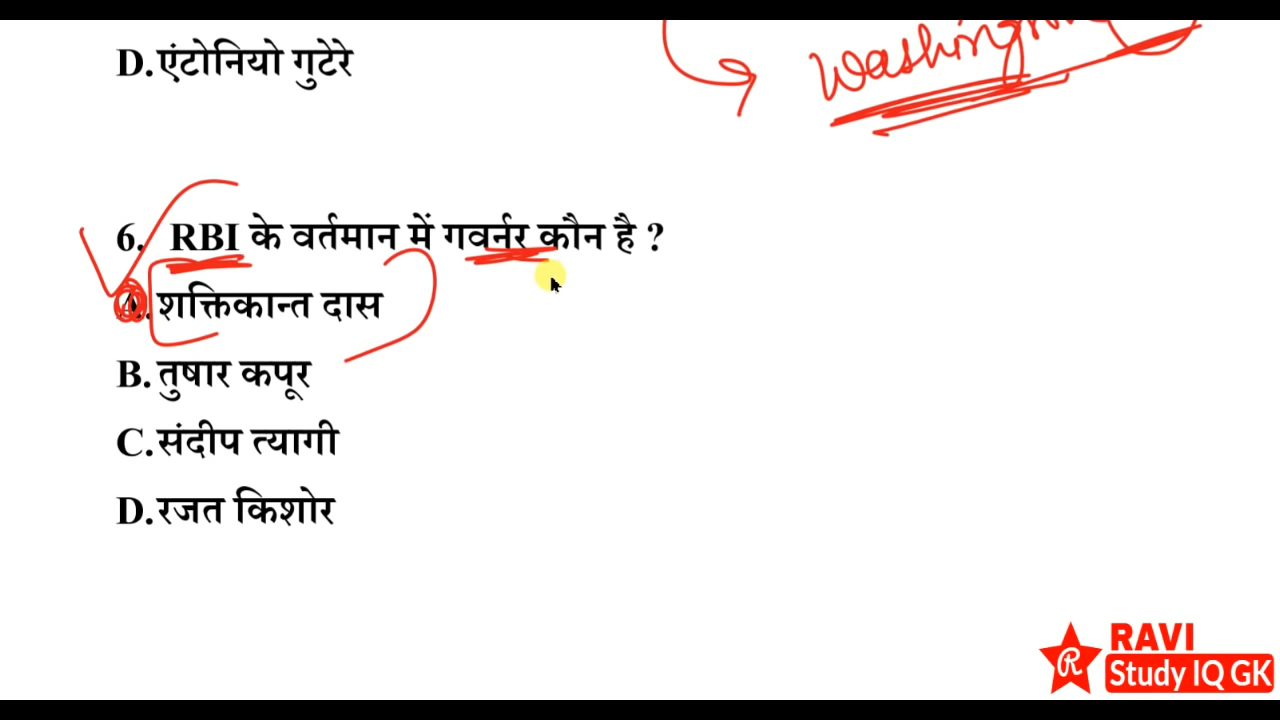 D. एंटोनियो गुटेरे
Washington
6. RBI के वर्तमान में गवर्नर कौन है ?
A. शक्तिकान्त दास
B. तुषार कपूर
C. संदीप त्यागी
D. रजत किशोर
RAVI
R Study IQ GK